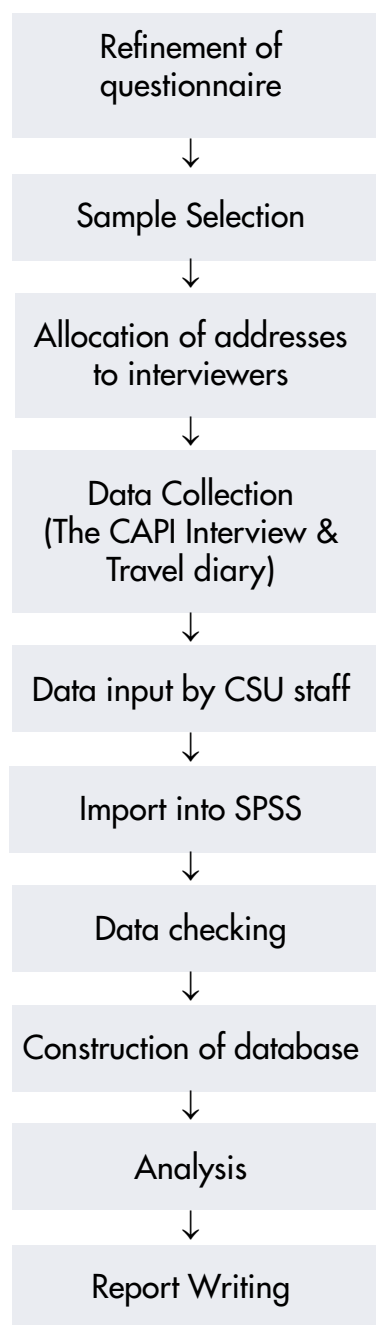 Refinement of
questionnaire
↓
Sample Selection
↓
Allocation of addresses
to interviewers
↓
Data Collection
(The CAPI Interview &
Travel diary)
↓
Data input by CSU staff
↓
Import into SPSS
↓
Data checking
↓
Construction of database
↓
Analysis
↓
Report Writing